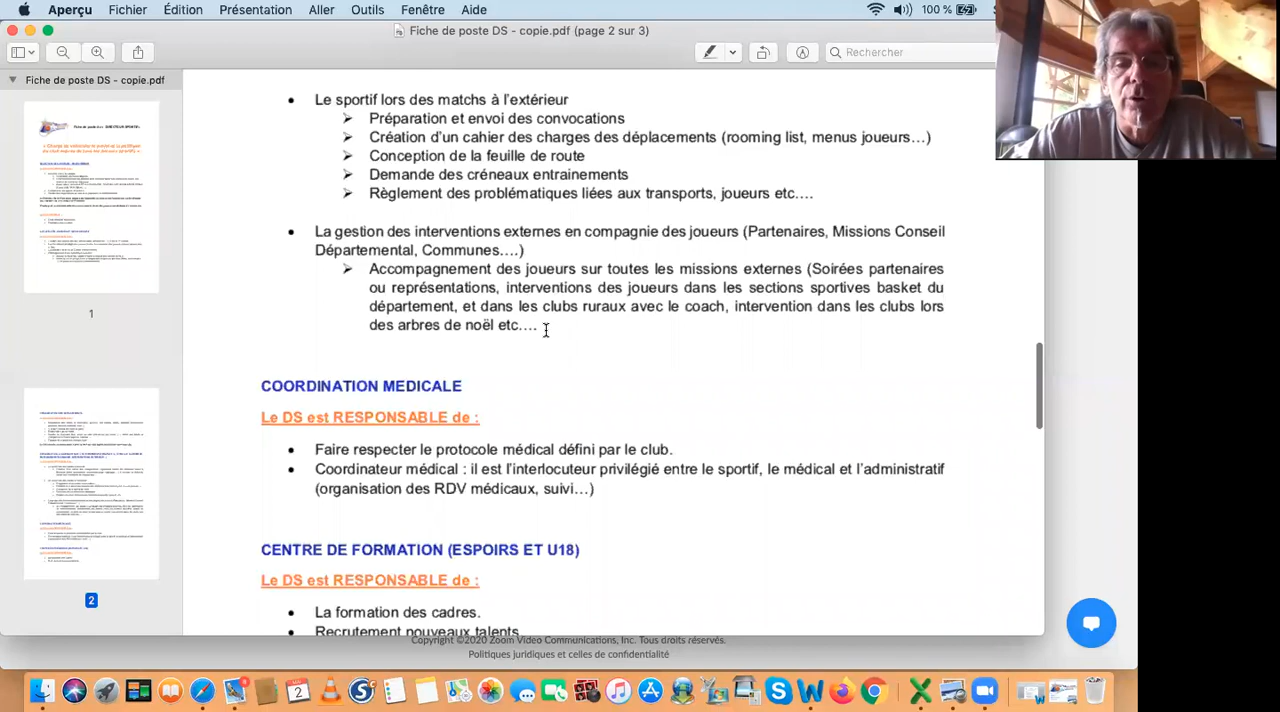 Aperçu Fichier Édition Présentation Aller Outils Fenêtre Aide 100 %
Fiche de poste DS - copie.pdf (page 2 sur 3)
Rechercher
Fiche de poste DS - copie.pdf
1
2
• Le sportif lors des matchs à l'extérieur
➢ Préparation et envoi des convocations
➢ Création d'un cahier des charges des déplacements (rooming list, menus joueurs…)
➢ Conception de la feuille de route
➢ Demande des créneaux entrainements
➢ Règlement des problématiques liées aux transports, joueurs etc….
• La gestion des interventions externes en compagnie des joueurs (Partenaires, Missions Conseil
Départemental, Communes….)
➢ Accompagnement des joueurs sur toutes les missions externes (Soirées partenaires
ou représentations, interventions des joueurs dans les sections sportives basket du
département, et dans les clubs ruraux avec le coach, intervention dans les clubs lors
des arbres de noël etc….
COORDINATION MEDICALE
Le DS est RESPONSABLE de :
• Faire respecter le protocole médical défini par le club.
• Coordinateur médical : il est l'interlocuteur privilégié entre le sportif, le médical et l'administratif
(organisation des RDV médicaux, suivi…)
CENTRE DE FORMATION (ESPOIRS ET U18)
Le DS est RESPONSABLE de :
• La formation des cadres.
• Recrutement nouveaux talents
Copyright ©2020 Zoom Video Communications, Inc. Tous droits réservés.
Politiques juridiques et celles de confidentialité